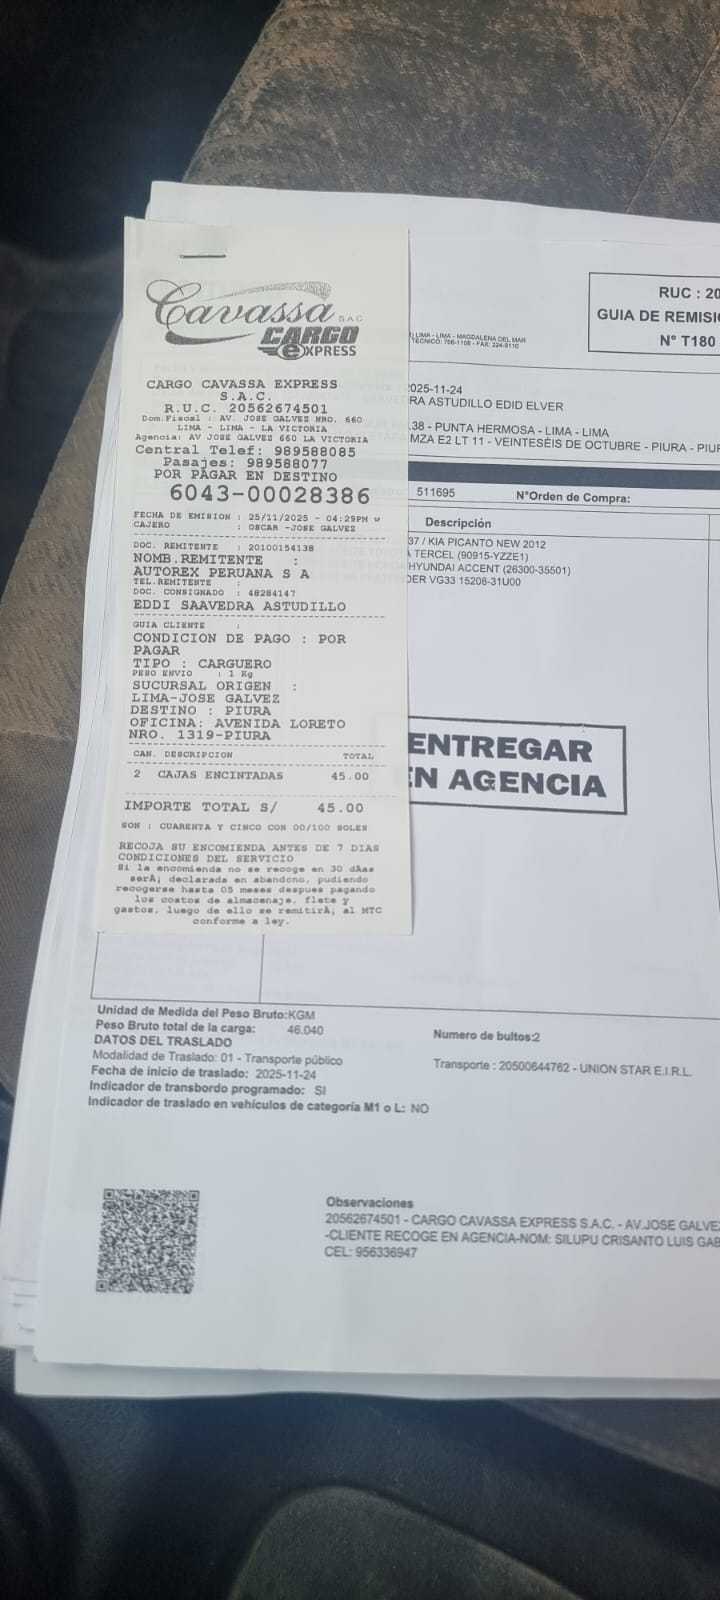 Cavassa S.A.C
CARGO
EXPRESS
CARGO CAVASSA EXPRESS
S.A.C.
R.U.C. 20562674501
Dom.Fiscal : AV. JOSE GALVEZ NRO. 660
LIMA - LIMA - LA VICTORIA
Agencia: AV JOSE GALVEZ 660 LA VICTORIA
Central Telef: 989588085
Pasajes: 989588077
POR PAGAR EN DESTINO
6043-00028386
FECHA DE EMISION : 25/11/2025 - 04:29PM
CAJERO : OSCAR -JOSE GALVEZ
DOC. REMITENTE : 20100154138
NOMB.REMITENTE :
AUTOREX PERUANA S A
TEL.REMITENTE :
DOC. CONSIGNADO : 48284147
EDDI SAAVEDRA ASTUDILLO
GUIA CLIENTE :
CONDICION DE PAGO : POR
PAGAR
TIPO : CARGUERO
PESO ENVIO : 1 Kg
SUCURSAL ORIGEN :
LIMA-JOSE GALVEZ
DESTINO : PIURA
OFICINA: AVENIDA LORETO
NRO. 1319-PIURA
CAN. DESCRIPCION TOTAL
2 CAJAS ENCINTADAS 45.00
IMPORTE TOTAL S/ 45.00
SON : CUARENTA Y CINCO CON 00/100 SOLES
RECOJA SU ENCOMIENDA ANTES DE 7 DIAS
CONDICIONES DEL SERVICIO
Si la encomienda no se recoge en 30 dÃas
serÃ¡ declarada en abandono, pudiendo
recogerse hasta 05 meses despues pagando
los costos de almacenaje, flete y
gastos, luego de ello se remitirÃ¡ al MTC
conforme a ley.
RUC : 20
GUIA DE REMISIO
N° T180
LIMA - LIMA - MAGDALENA DEL MAR
TECNICO: 706-1108 - FAX: 224-9110
2025-11-24
RA ASTUDILLO EDID ELVER
.38 - PUNTA HERMOSA - LIMA - LIMA
MZA E2 LT 11 - VEINTESÉIS DE OCTUBRE - PIURA - PIUR
511695 N°Orden de Compra:
Descripción
37 / KIA PICANTO NEW 2012
TERCEL (90915-YZZE1)
HYUNDAI ACCENT (26300-35501)
DER VG33 15208-31U00
ENTREGAR
EN AGENCIA
Unidad de Medida del Peso Bruto:KGM
Peso Bruto total de la carga: 46.040
Numero de bultos:2
DATOS DEL TRASLADO
Modalidad de Traslado: 01 - Transporte público
Transporte : 20500644762 - UNION STAR E.I.R.L.
Fecha de inicio de traslado: 2025-11-24
Indicador de transbordo programado: SI
Indicador de traslado en vehículos de categoría M1 o L: NO
Observaciones
20562674501 - CARGO CAVASSA EXPRESS S.A.C. - AV.JOSE GALVEZ
-CLIENTE RECOGE EN AGENCIA-NOM: SILUPU CRISANTO LUIS GAB
CEL: 956336947